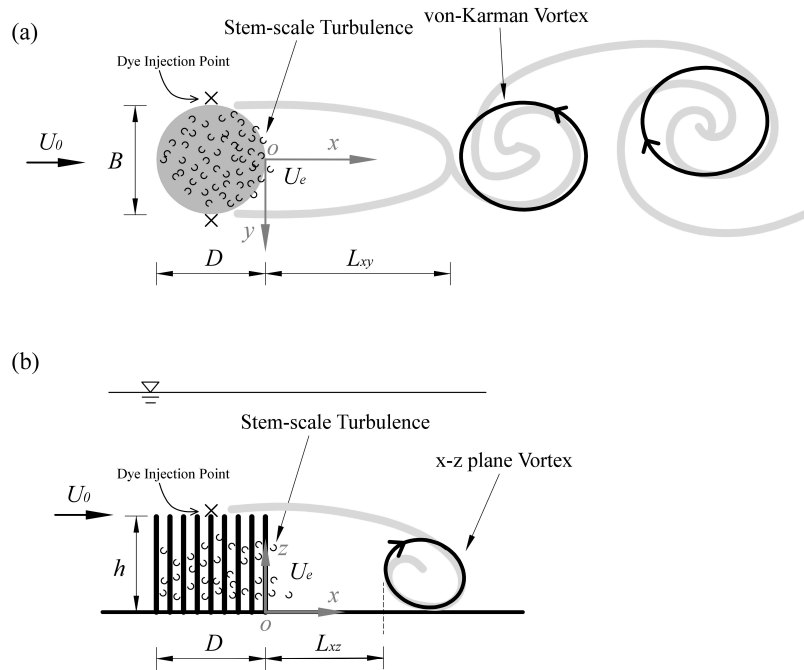 (a)
Stem-scale Turbulence
von-Karman Vortex
Dye Injection Point
U0
B
o
x
Ue
y
D
Lxy
(b)
Stem-scale Turbulence
x-z plane Vortex
Dye Injection Point
U0
z
h
Ue
x
o
D
Lxz